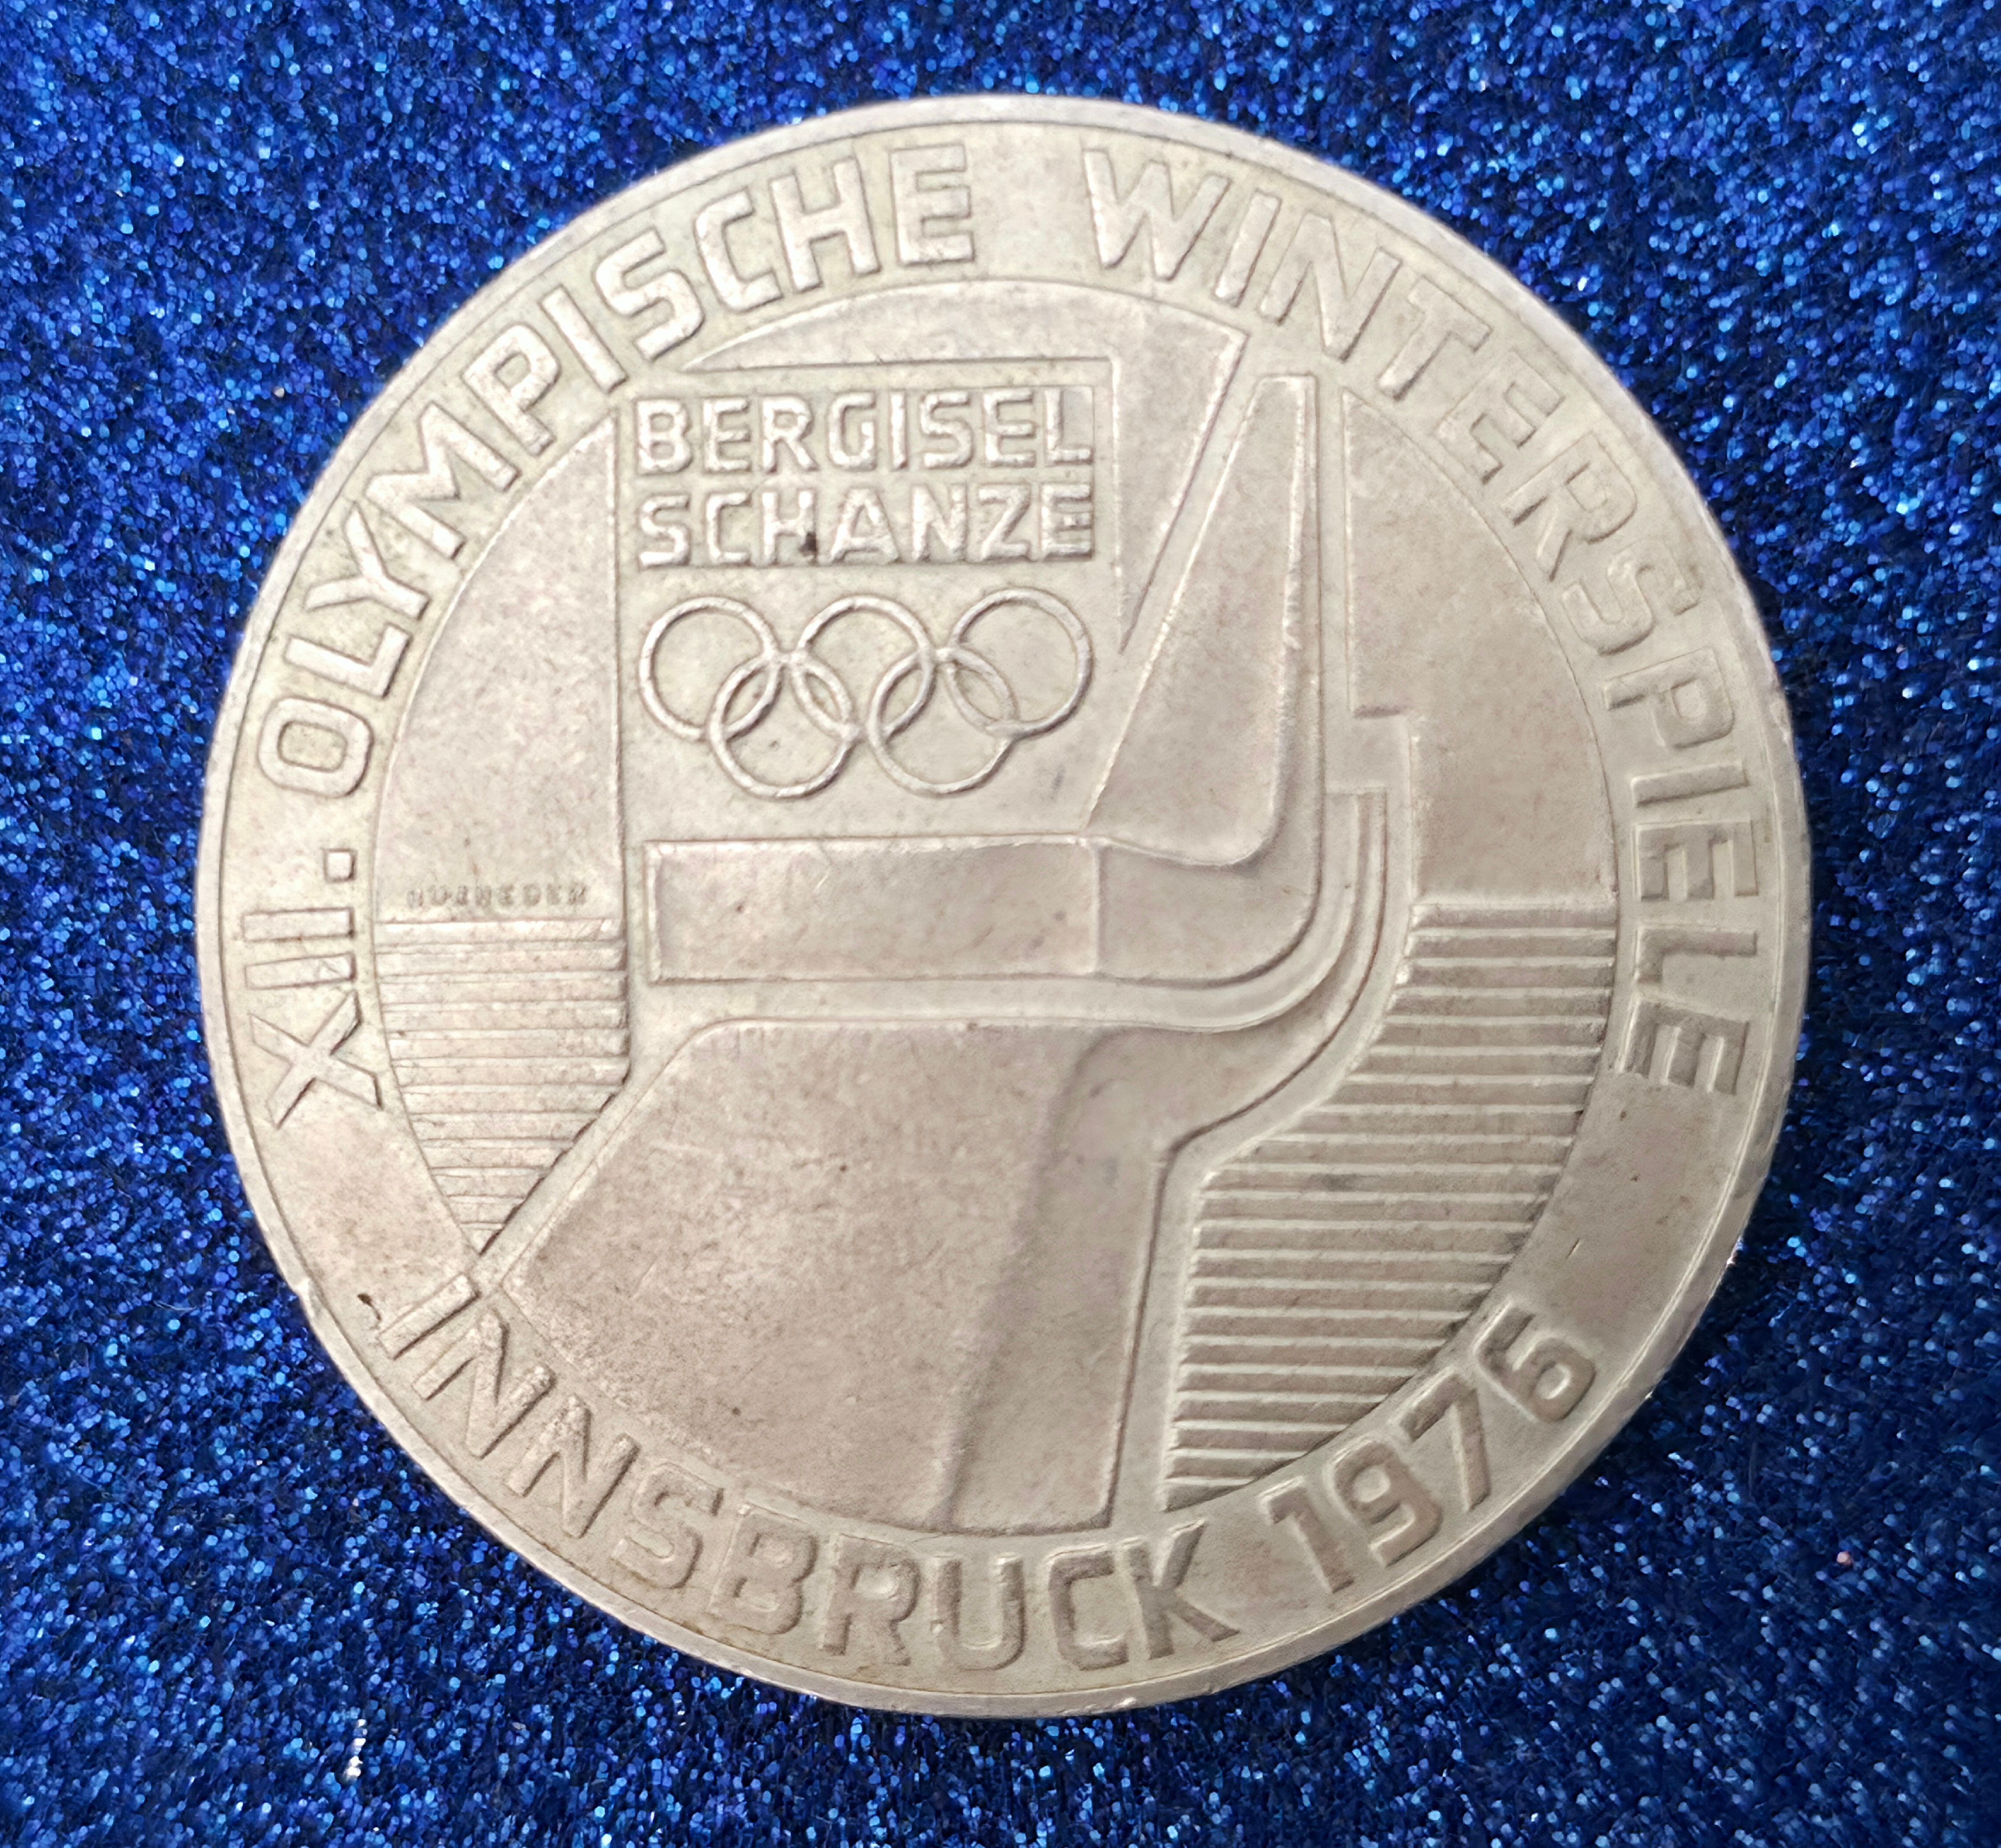 XII. OLYMPISCHE WINTERSPIELE
BERGISEL
SCHANZE
INNSBRUCK 1976